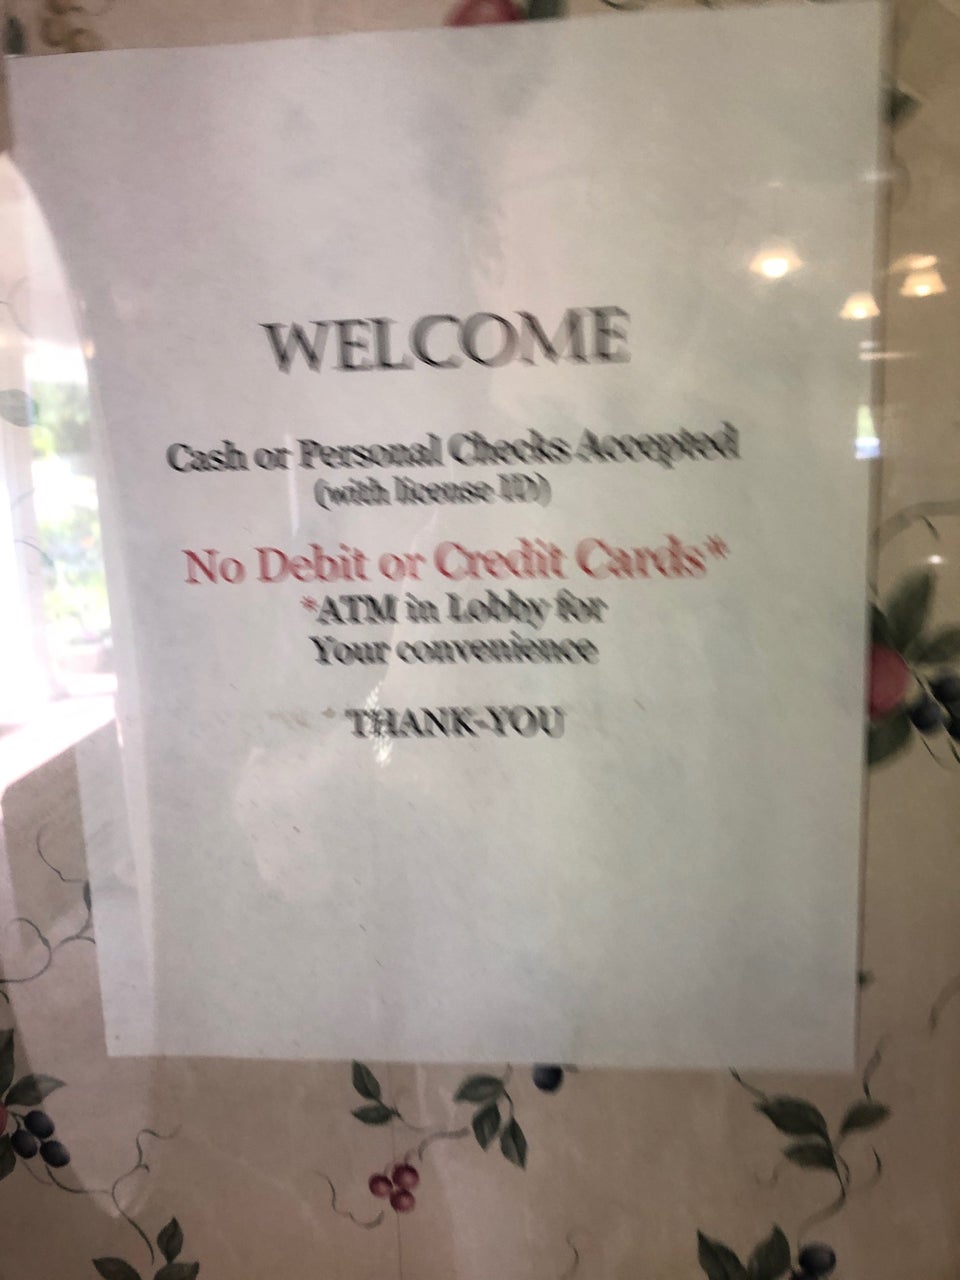 WELCOME
Cash or Personal Checks Accepted
(with license ID)
No Debit or Credit Cards*
*ATM in Lobby for
Your convenience
THANK-YOU